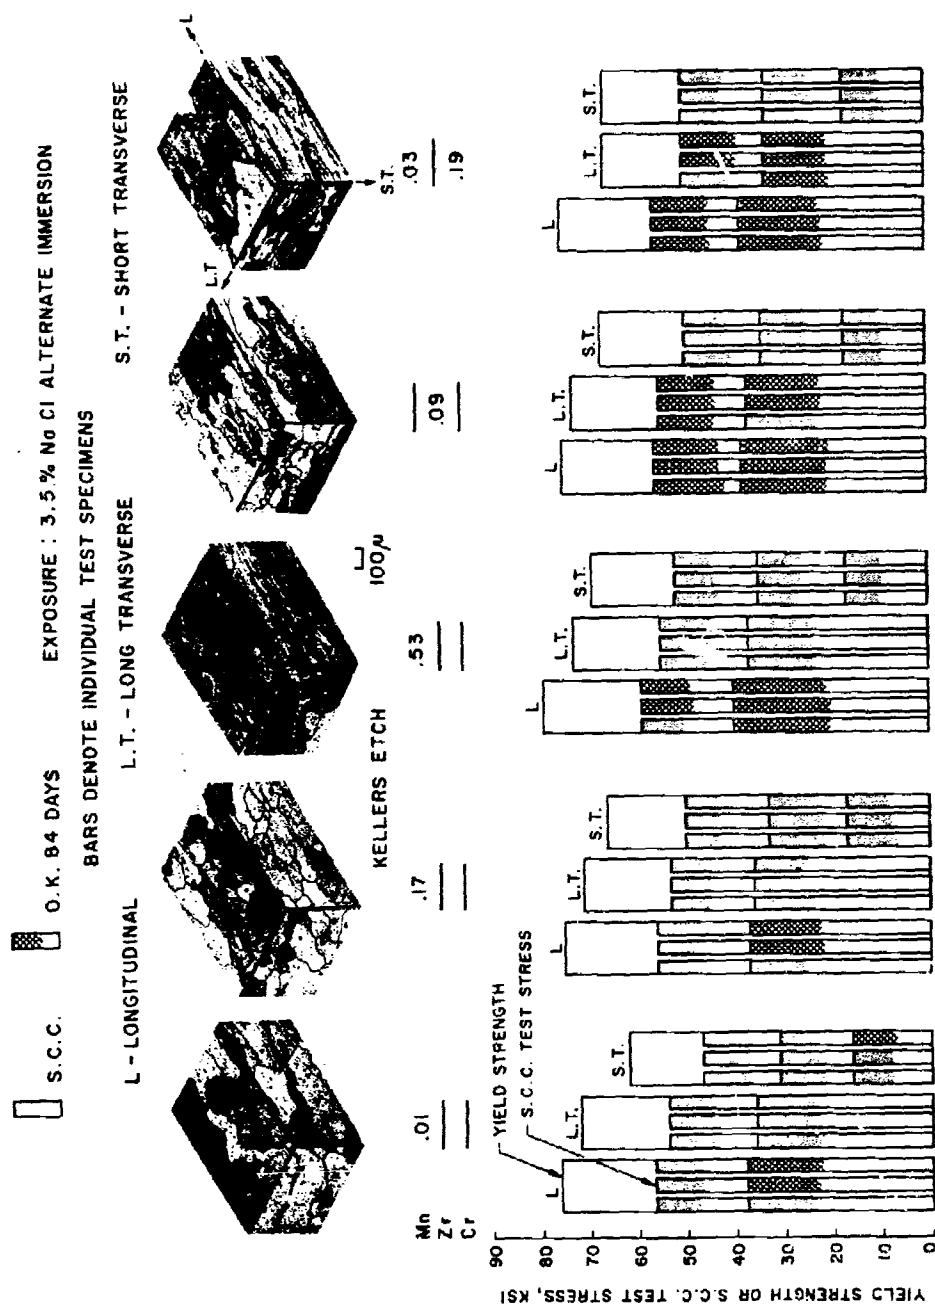 S.C.C. O.K. 84 DAYS EXPOSURE : 3.5% Na Cl ALTERNATE IMMERSION
BARS DENOTE INDIVIDUAL TEST SPECIMENS
L - LONGITUDINAL L.T. - LONG TRANSVERSE S.T. - SHORT TRANSVERSE
L
L.T
S.T.
KELLERS ETCH 100µ
Mn .01 .17 .53 — .03
Zr — — — .09 —
Cr — — — — .19
YIELD STRENGTH
S.C.C. TEST STRESS
L L.T. S.T. L L.T. S.T. L L.T. S.T. L L.T. S.T. L L.T. S.T.
YIELD STRENGTH OR S.C.C. TEST STRESS, KSI
90
80
70
60
50
40
30
20
10
0